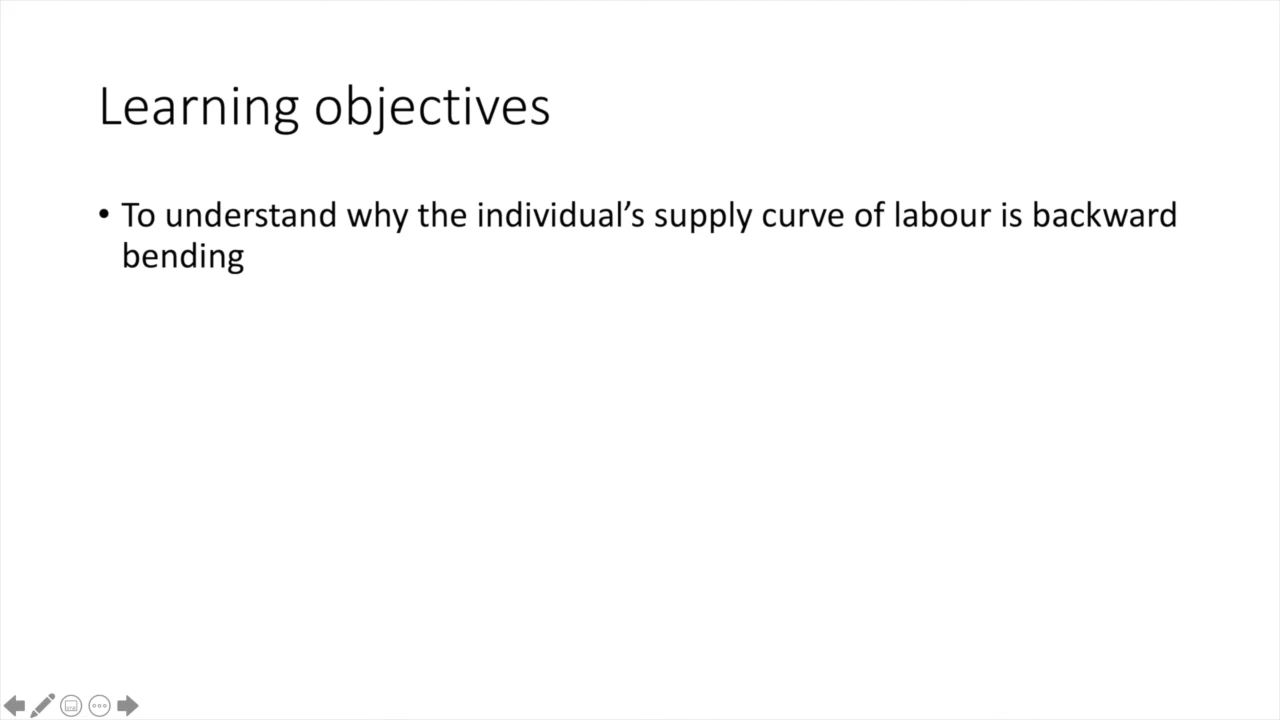 Learning objectives
• To understand why the individual’s supply curve of labour is backward
bending